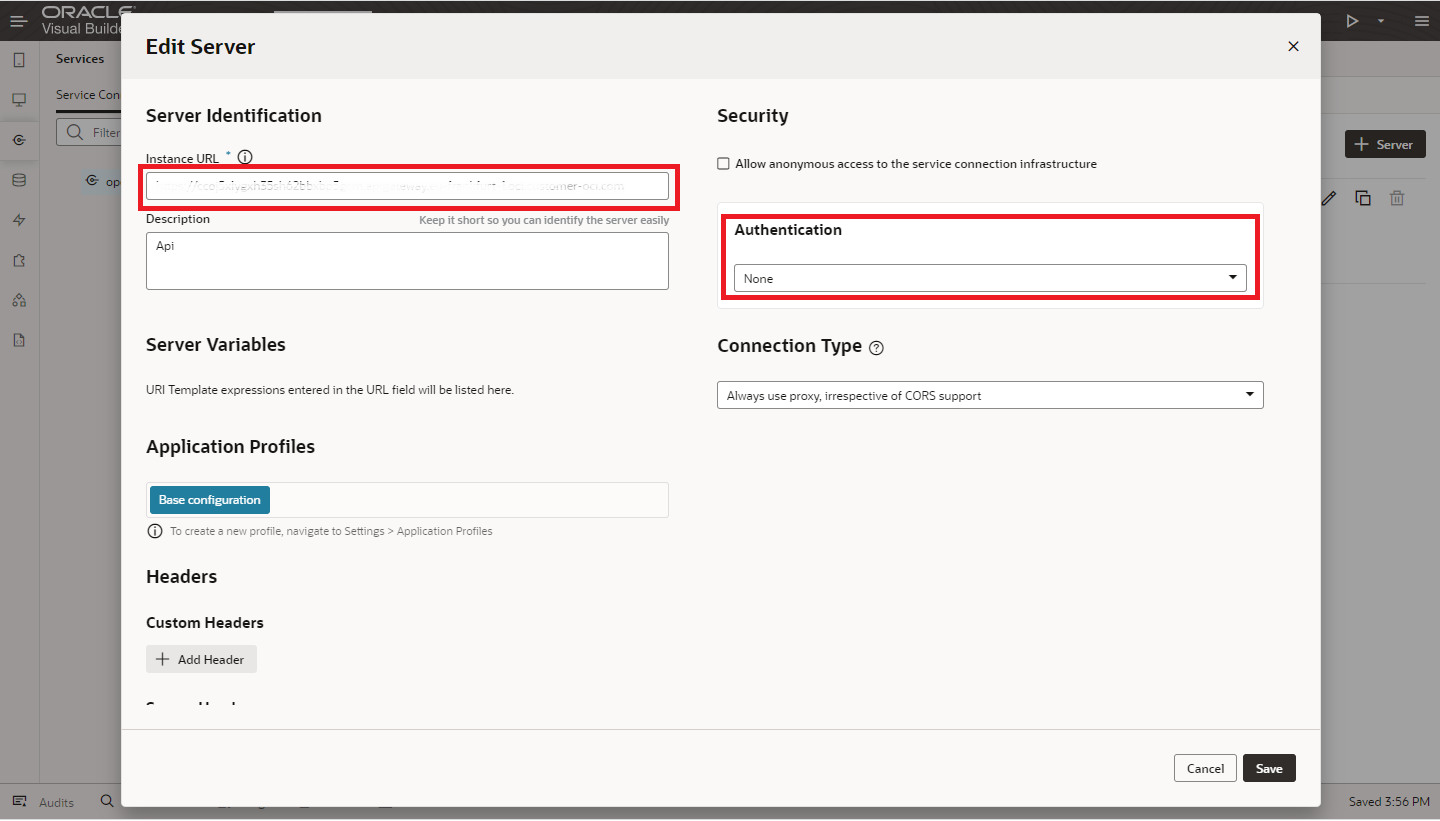 ORACLE
Visual Builde
Edit Server
Services
Service Con
Filter
op
Server Identification
Instance URL *
customer-oci.com
Description
Keep it short so you can identify the server easily
Api
Server Variables
URI Template expressions entered in the URL field will be listed here.
Application Profiles
Base configuration
To create a new profile, navigate to Settings > Application Profiles
Headers
Custom Headers
+ Add Header
Security
Allow anonymous access to the service connection infrastructure
Authentication
None
Connection Type ?
Always use proxy, irrespective of CORS support
+ Server
Cancel
Save
Audits
Saved 3:56 PM